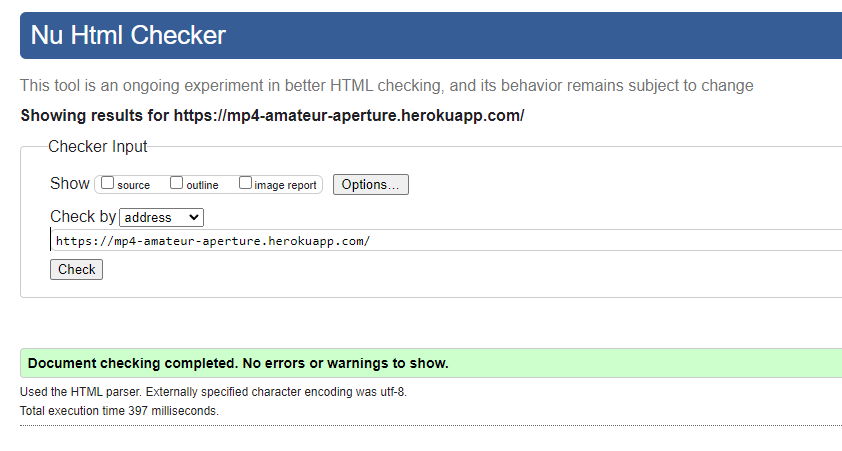 Nu Html Checker
This tool is an ongoing experiment in better HTML checking, and its behavior remains subject to change
Showing results for https://mp4-amateur-aperture.herokuapp.com/
Checker Input
Show source outline image report Options...
Check by address
https://mp4-amateur-aperture.herokuapp.com/
Check
Document checking completed. No errors or warnings to show.
Used the HTML parser. Externally specified character encoding was utf-8.
Total execution time 397 milliseconds.